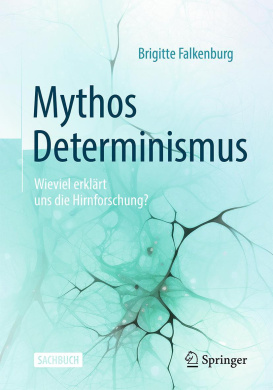 Brigitte Falkenburg
Mythos
Determinismus
Wieviel erklärt
uns die Hirnforschung?
SACHBUCH
Springer